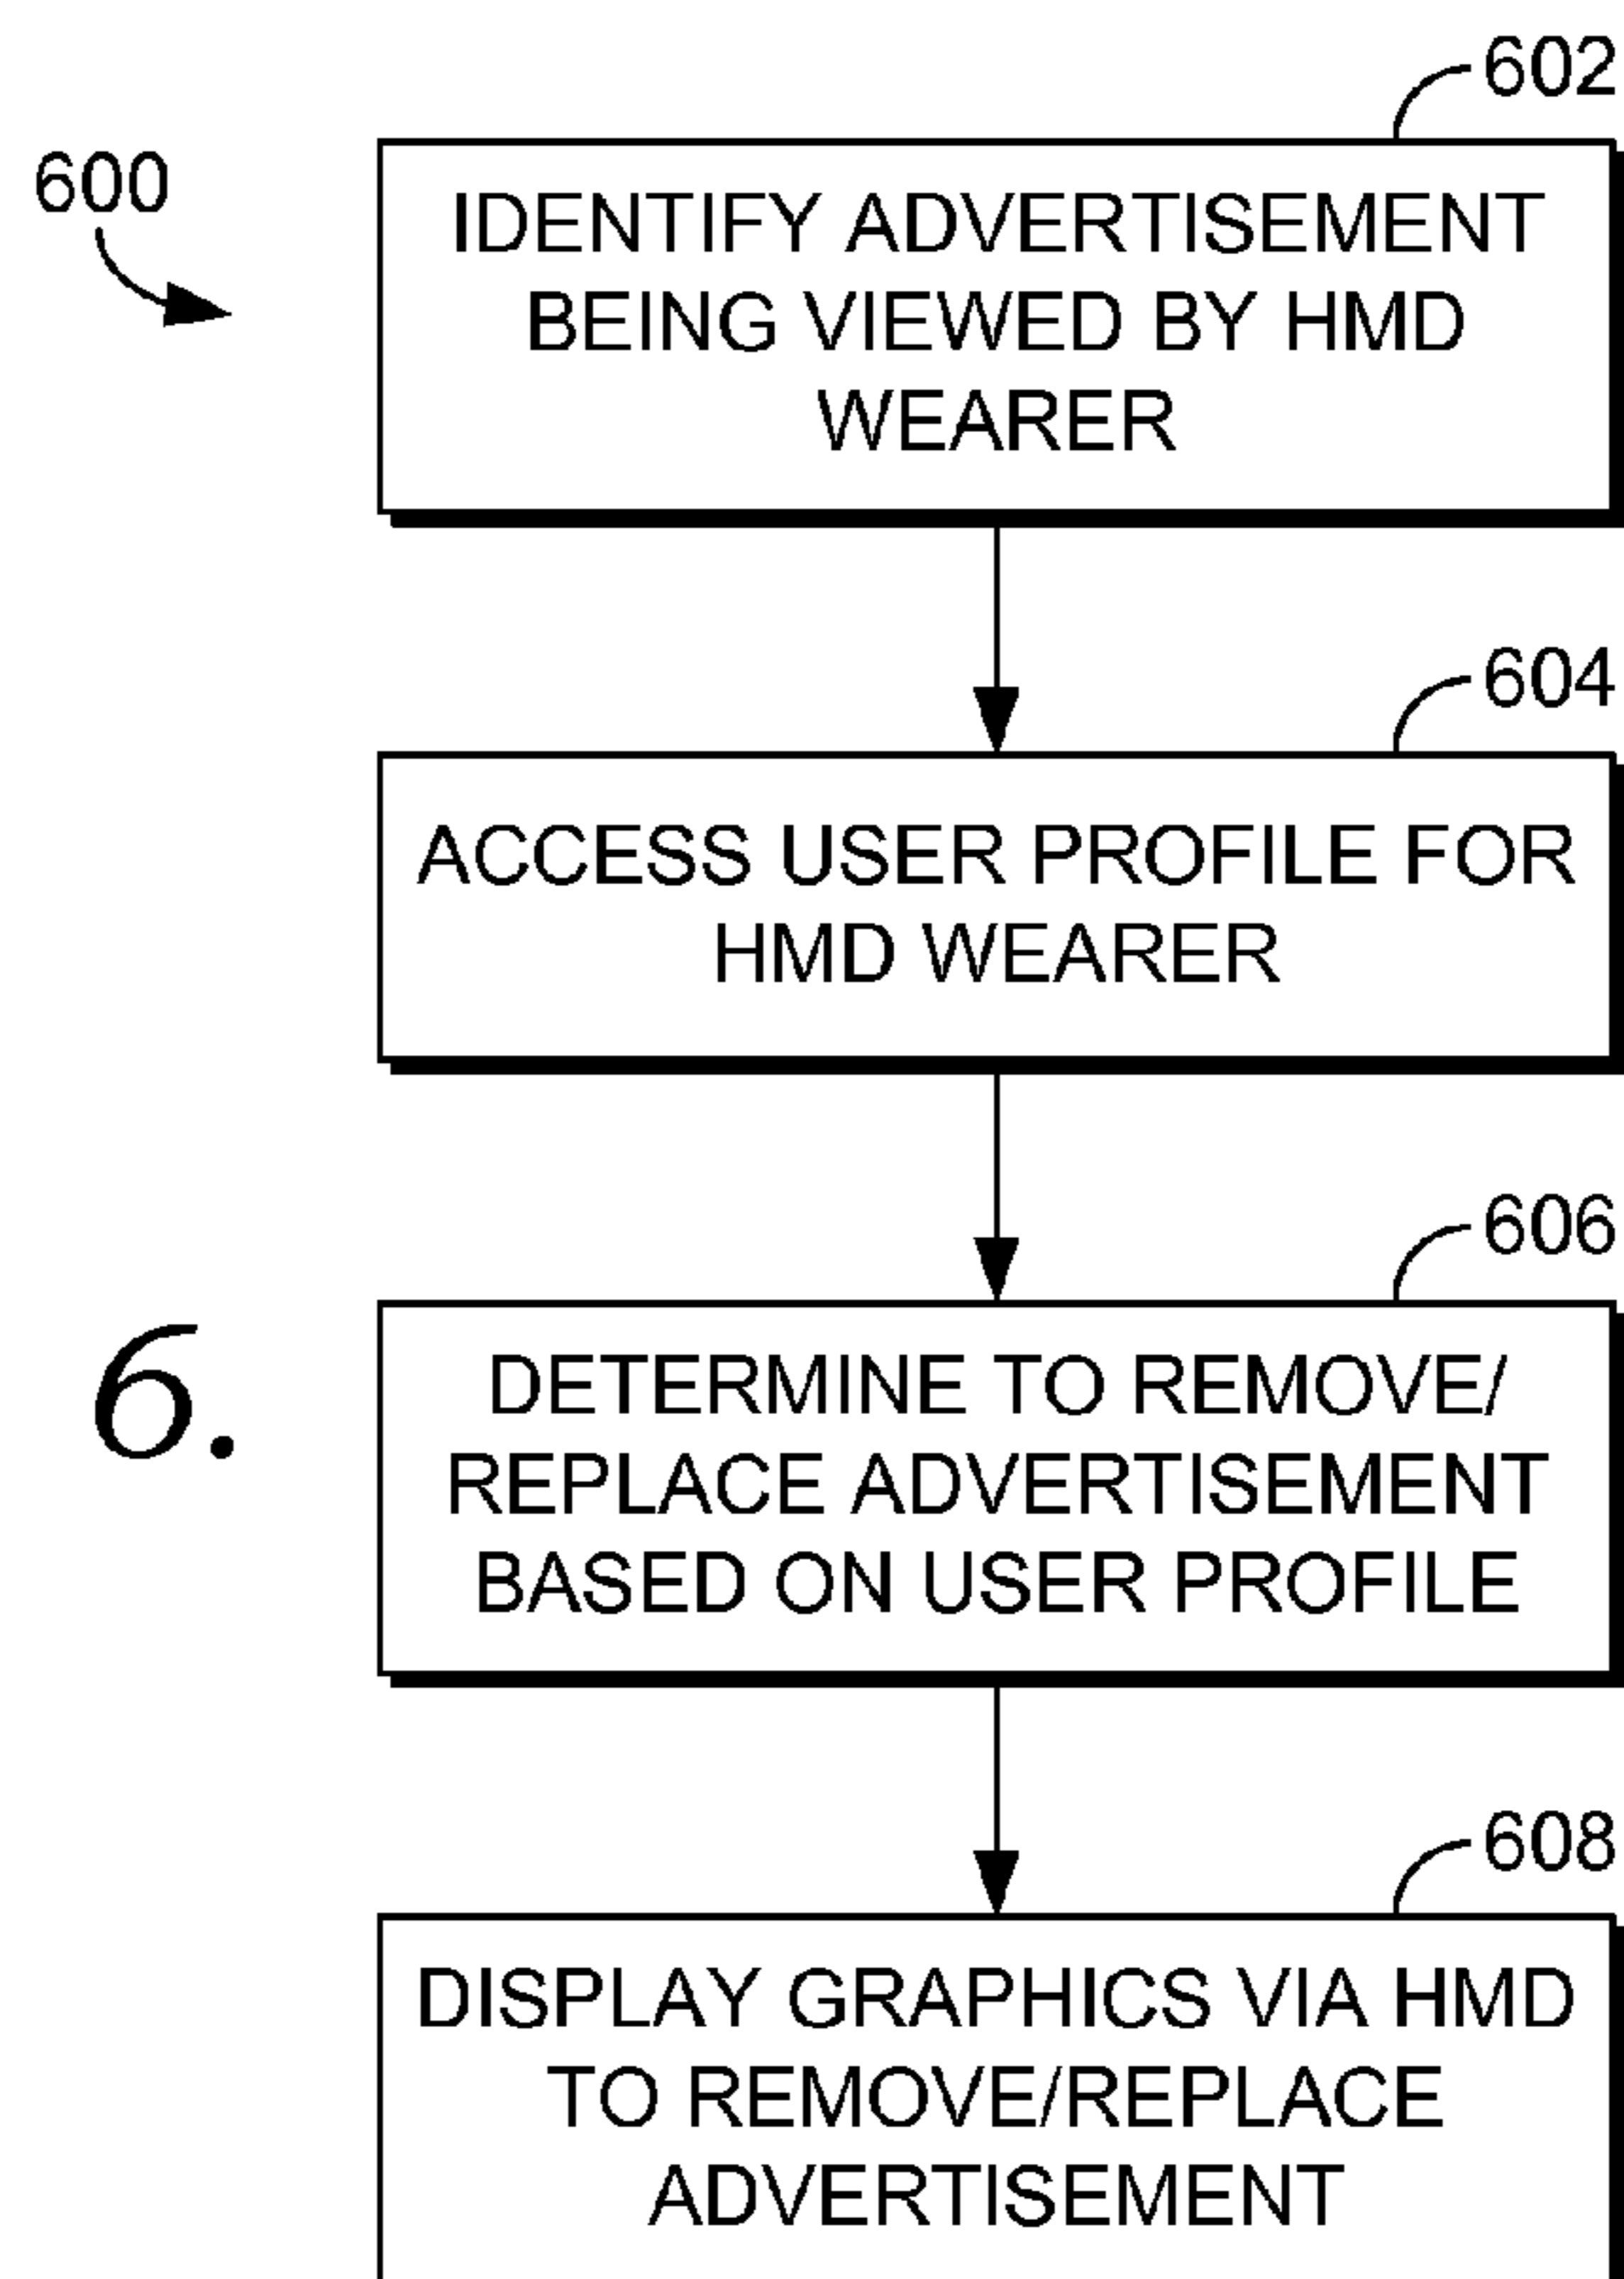 602
600
IDENTIFY ADVERTISEMENT
BEING VIEWED BY HMD
WEARER
604
ACCESS USER PROFILE FOR
HMD WEARER
606
6.
DETERMINE TO REMOVE/
REPLACE ADVERTISEMENT
BASED ON USER PROFILE
608
DISPLAY GRAPHICS VIA HMD
TO REMOVE/REPLACE
ADVERTISEMENT